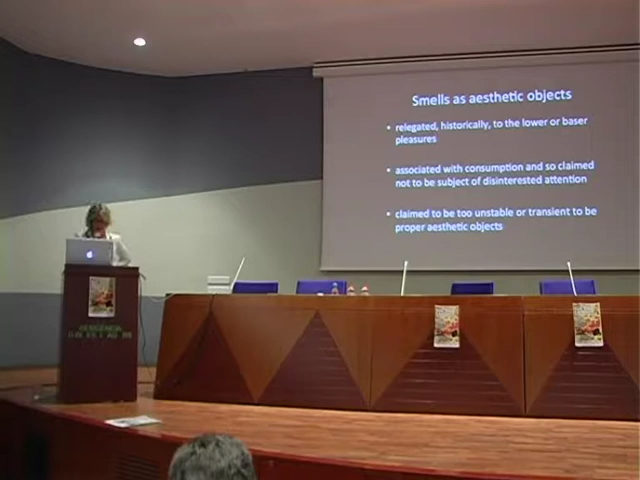 Smells as aesthetic objects
• relegated, historically, to the lower or baser
pleasures
• associated with consumption and so claimed
not to be subject of disinterested attention
• claimed to be too unstable or transient to be
proper aesthetic objects